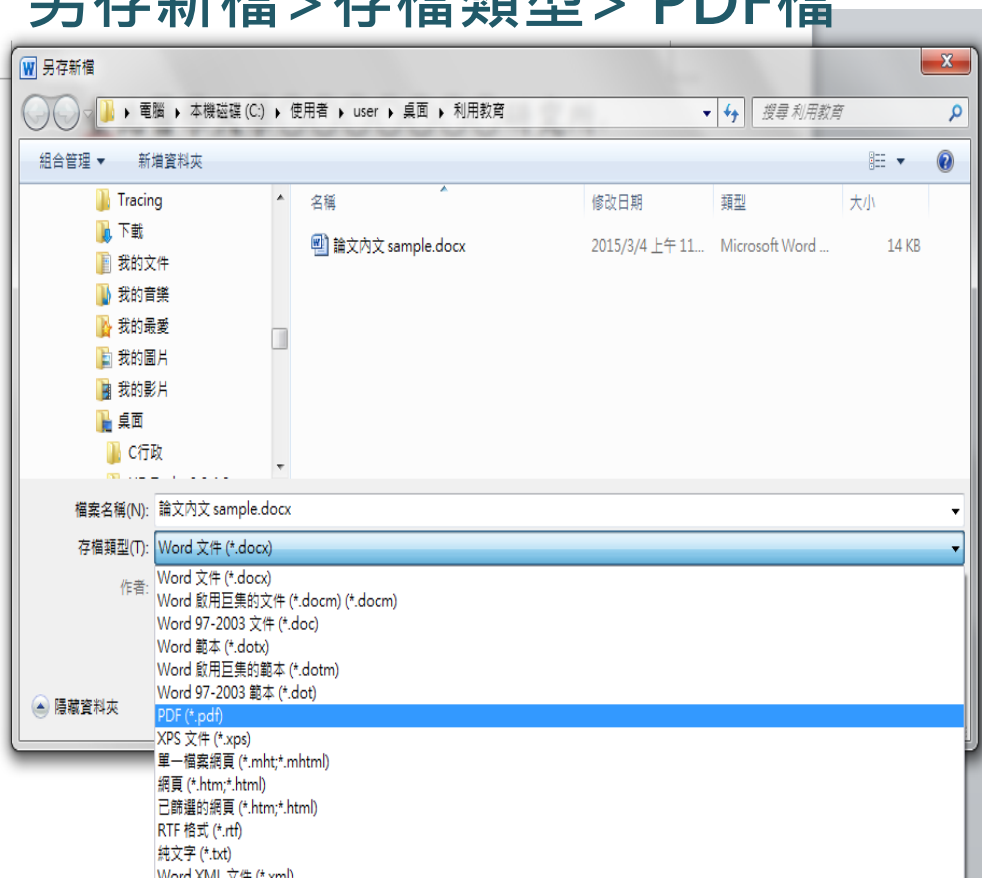 另存新檔>存檔類型> PDF檔
另存新檔
電腦 ▸ 本機磁碟 (C:) ▸ 使用者 ▸ user ▸ 桌面 ▸ 利用教育
搜尋 利用教育
組合管理 ▼ 新增資料夾
名稱 修改日期 類型 大小
Tracing
下載
我的文件
我的音樂
我的最愛
我的圖片
我的影片
桌面
C行政
論文內文 sample.docx 2015/3/4 上午 11... Microsoft Word ... 14 KB
檔案名稱(N): 論文內文 sample.docx
存檔類型(T): Word 文件 (*.docx)
作者:
Word 文件 (*.docx)
Word 啟用巨集的文件 (*.docm) (*.docm)
Word 97-2003 文件 (*.doc)
Word 範本 (*.dotx)
Word 啟用巨集的範本 (*.dotm)
Word 97-2003 範本 (*.dot)
隱藏資料夾
PDF (*.pdf)
XPS 文件 (*.xps)
單一檔案網頁 (*.mht;*.mhtml)
網頁 (*.htm;*.html)
已篩選的網頁 (*.htm;*.html)
RTF 格式 (*.rtf)
純文字 (*.txt)
Word XML 文件 (*.xml)